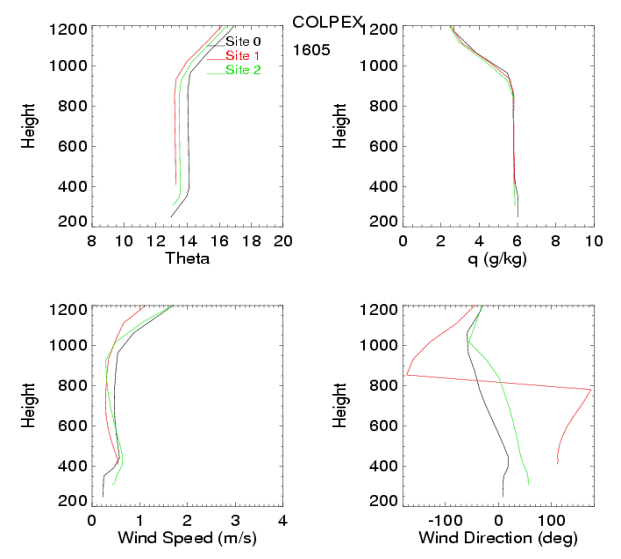 COLPEX
1605
1200
1000
800
600
400
200
Height
Site 0
Site 1
Site 2
8 10 12 14 16 18 20
Theta
1200
1000
800
600
400
200
Height
0 2 4 6 8 10
q (g/kg)
1200
1000
800
600
400
200
Height
0 1 2 3 4
Wind Speed (m/s)
1200
1000
800
600
400
200
Height
-100 0 100
Wind Direction (deg)